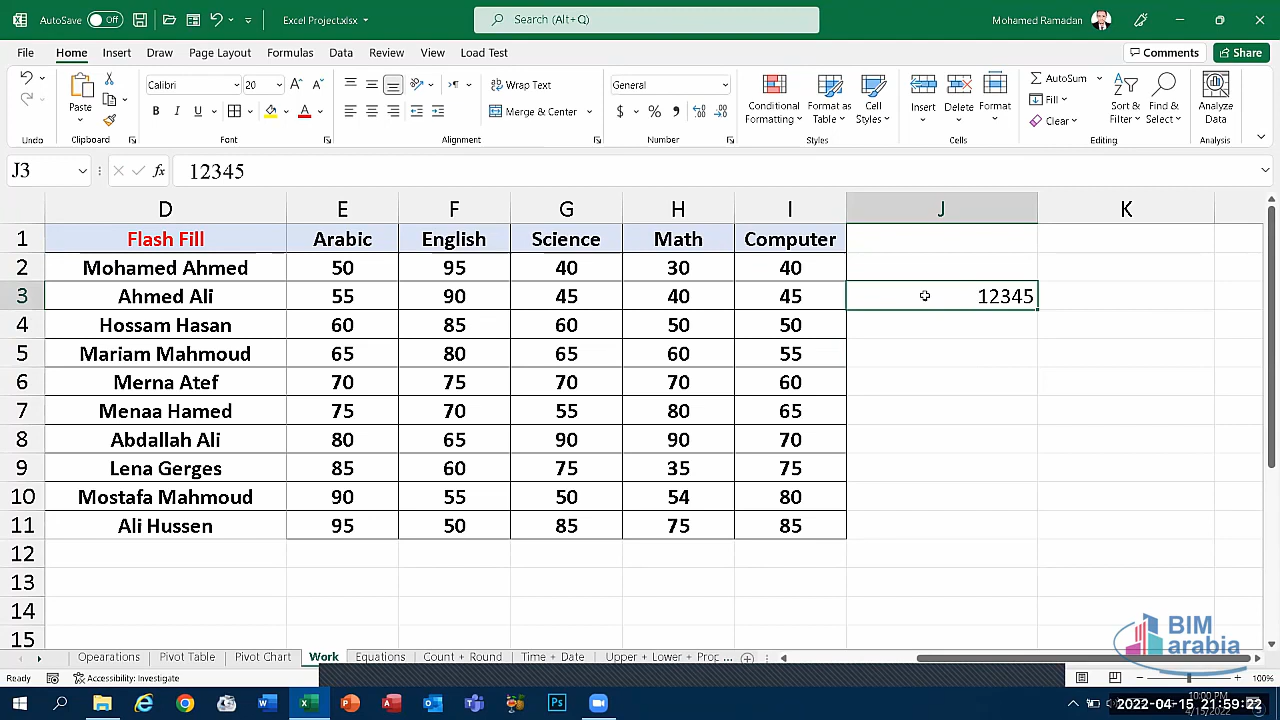 AutoSave Off Excel Project.xlsx Search (Alt+Q) Mohamed Ramadan
File Home Insert Draw Page Layout Formulas Data Review View Load Test Comments Share
Paste Calibri 20 Wrap Text General Conditional Formatting Format as Table Cell Styles Insert Delete Format AutoSum Sort & Filter Find & Select Analyze Data
B I U A Merge & Center $ % Fill
Clear
Undo Clipboard Font Alignment Number Styles Cells Editing Analysis
J3 fx 12345
D E F G H I J K
1 Flash Fill Arabic English Science Math Computer
2 Mohamed Ahmed 50 95 40 30 40
3 Ahmed Ali 55 90 45 40 45 12345
4 Hossam Hasan 60 85 60 50 50
5 Mariam Mahmoud 65 80 65 60 55
6 Merna Atef 70 75 70 70 60
7 Menaa Hamed 75 70 55 80 65
8 Abdallah Ali 80 65 90 90 70
9 Lena Gerges 85 60 75 35 75
10 Mostafa Mahmoud 90 55 50 54 80
11 Ali Hussen 95 50 85 75 85
12
13
14
15
BIM
arabia
Opearations Pivot Table Pivot Chart Work Equations Count + Round Time + Date Upper + Lower + Prop ...
Ready Accessibility: Investigate 100%
10:00 PM
2022-04-15 21:59:22
4/15/2022